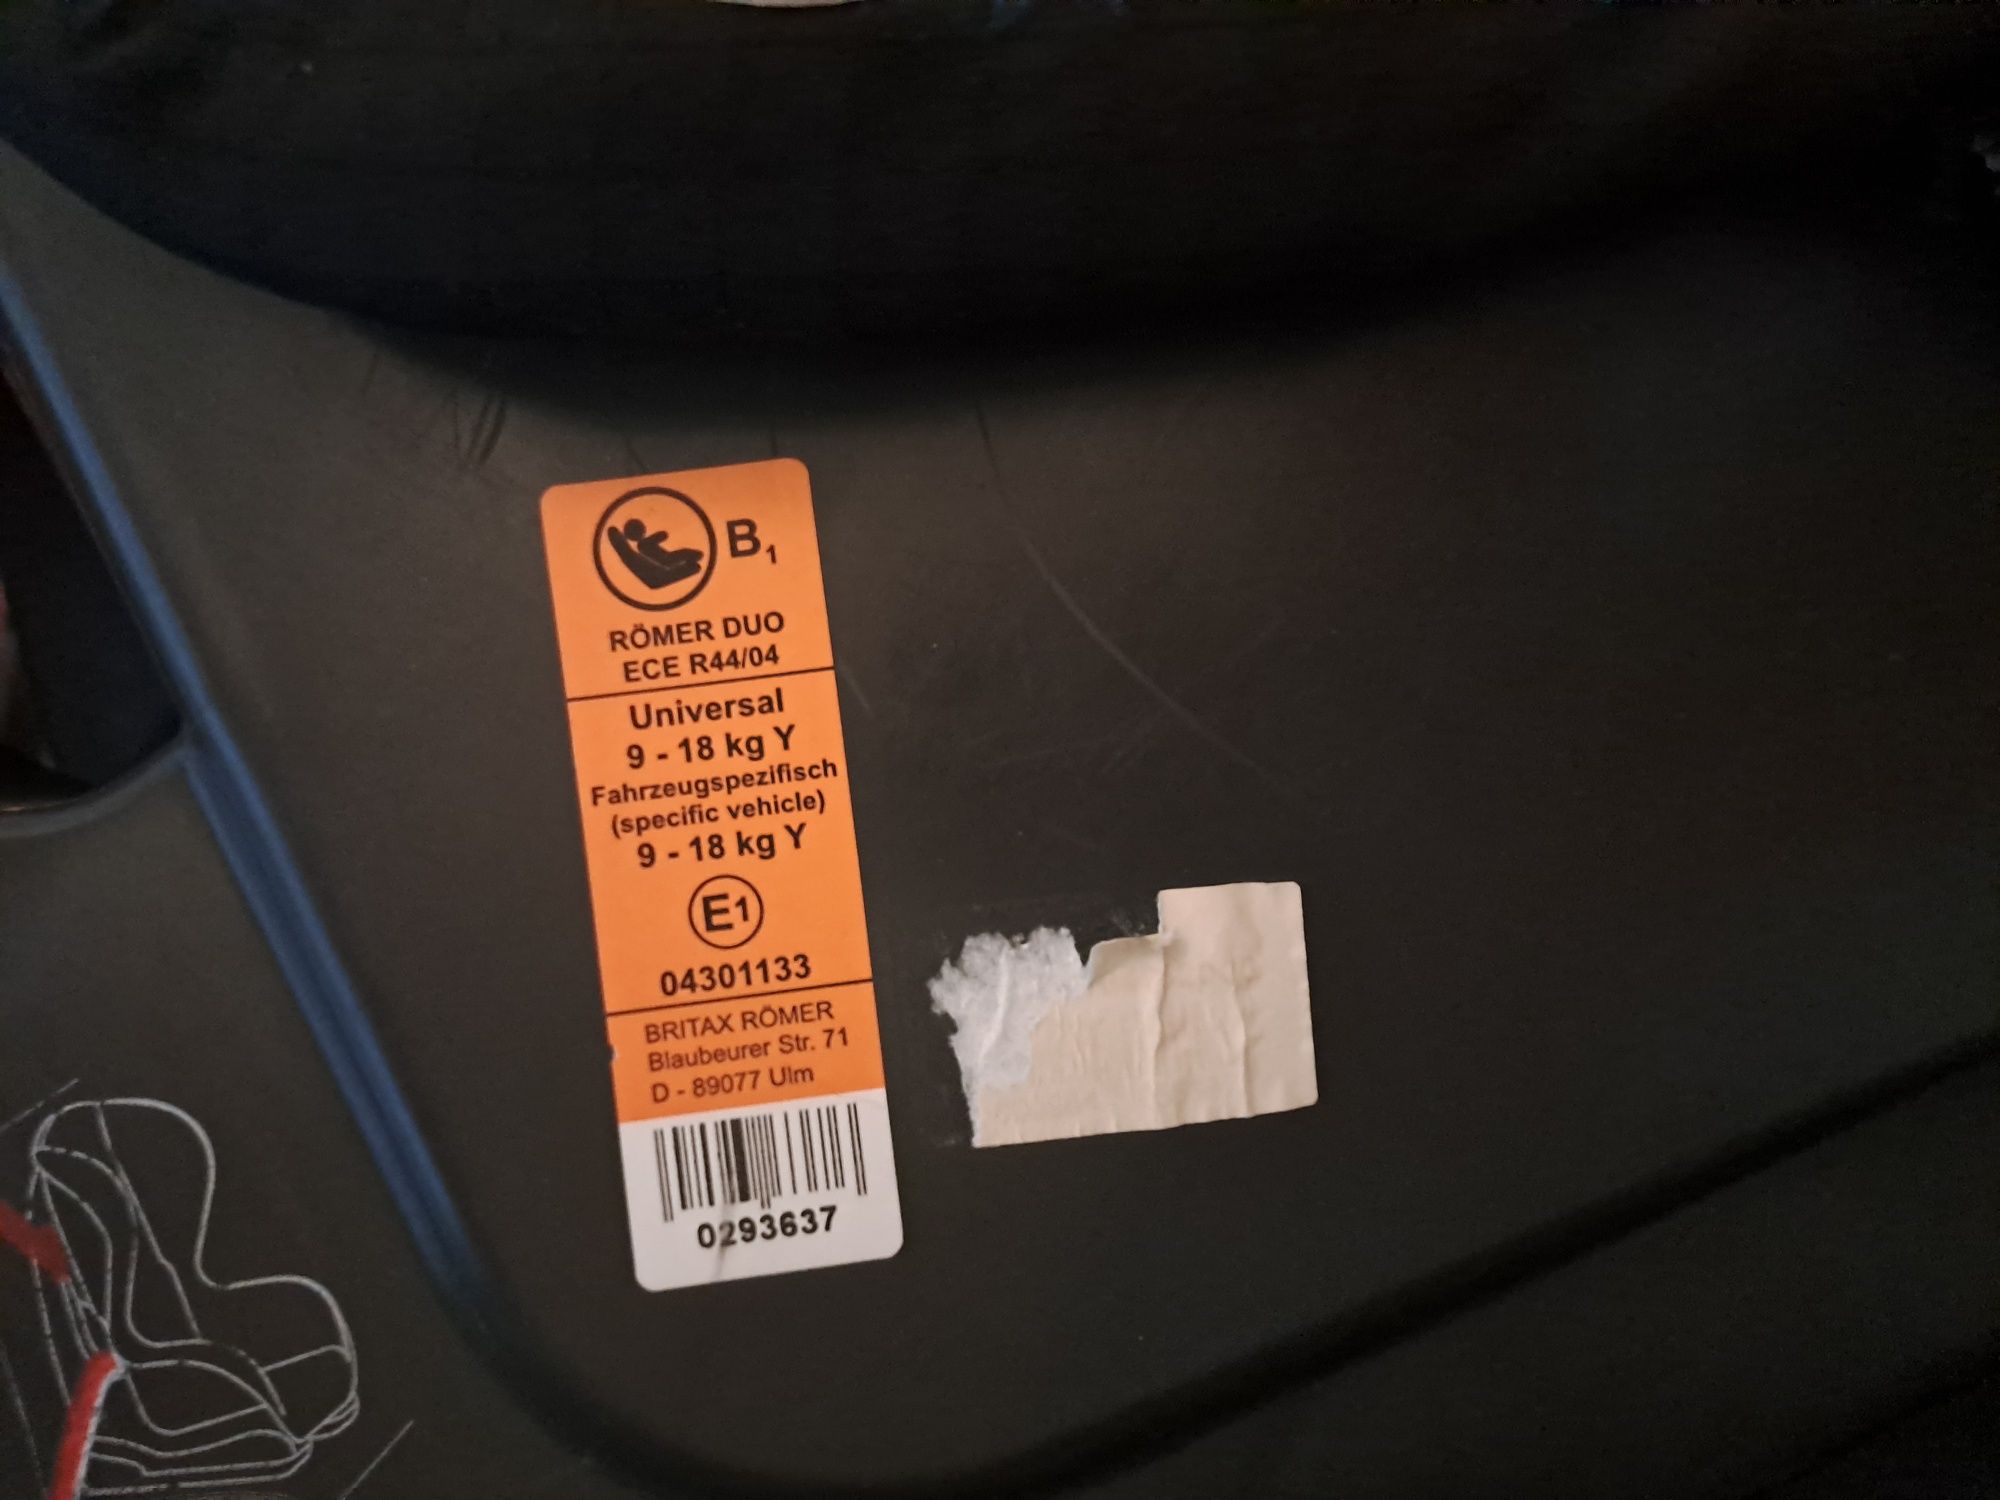 B1
RÖMER DUO
ECE R44/04
Universal
9 - 18 kg Y
Fahrzeugspezifisch
(specific vehicle)
9 - 18 kg Y
E1
04301133
BRITAX RÖMER
Blaubeurer Str. 71
D - 89077 Ulm
0293637